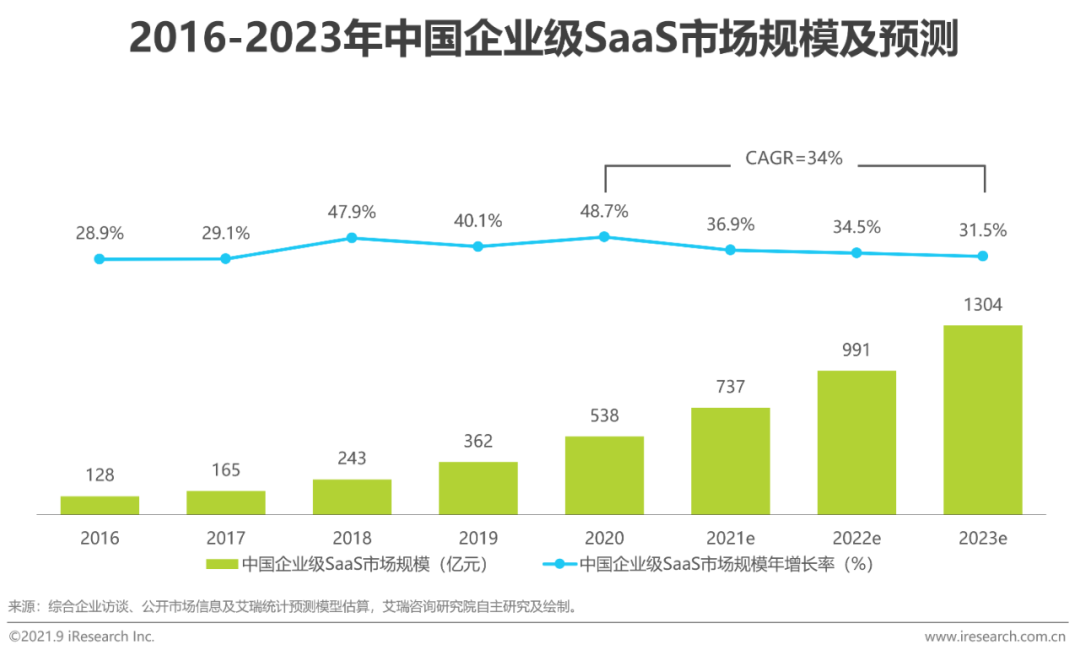 2016-2023年中国企业级SaaS市场规模及预测
CAGR=34%
28.9% 29.1% 47.9% 40.1% 48.7% 36.9% 34.5% 31.5%
128 165 243 362 538 737 991 1304
2016 2017 2018 2019 2020 2021e 2022e 2023e
中国企业级SaaS市场规模（亿元） 中国企业级SaaS市场规模年增长率（%）
来源：综合企业访谈、公开市场信息及艾瑞统计预测模型估算，艾瑞咨询研究院自主研究及绘制。
©2021.9 iResearch Inc. www.iresearch.com.cn